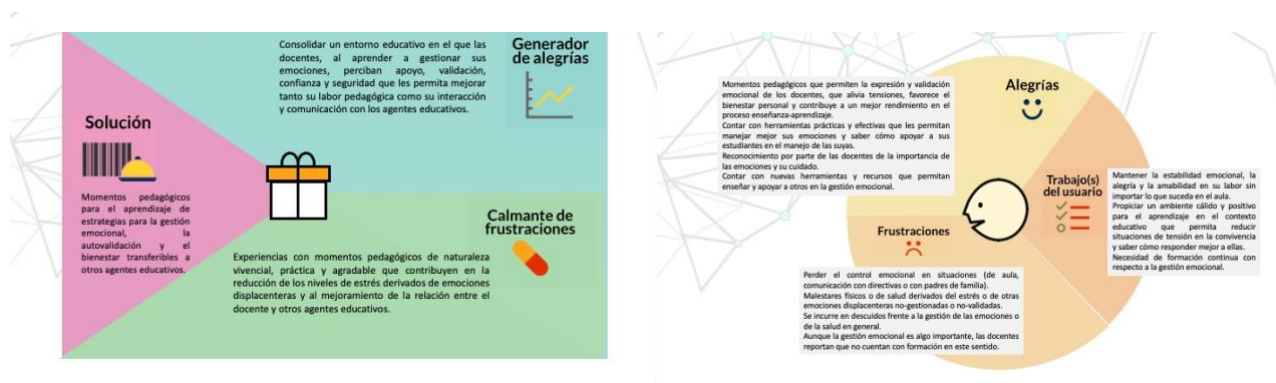 Consolidar un entorno educativo en el que las
docentes, al aprender a gestionar sus
emociones, perciban apoyo, validación,
confianza y seguridad que les permita mejorar
tanto su labor pedagógica como su interacción
y comunicación con los agentes educativos.
Generador
de alegrías
Solución
Momentos pedagógicos
para el aprendizaje de
estrategias para la gestión
emocional, la
autovalidación y el
bienestar transferibles a
otros agentes educativos.
Calmante de
frustraciones
Experiencias con momentos pedagógicos de naturaleza
vivencial, práctica y agradable que contribuyen en la
reducción de los niveles de estrés derivados de emociones
displacenteras y al mejoramiento de la relación entre el
docente y otros agentes educativos.
Momentos pedagógicos que permiten la expresión y validación
emocional de los docentes, que alivia tensiones, favorece el
bienestar personal y contribuye a un mejor rendimiento en el
proceso enseñanza-aprendizaje.
Contar con herramientas prácticas y efectivas que les permitan
manejar mejor sus emociones y saber cómo apoyar a sus
estudiantes en el manejo de las suyas.
Reconocimiento por parte de las docentes de la importancia de
las emociones y su cuidado.
Contar con nuevas herramientas y recursos que permitan
enseñar y apoyar a otros en la gestión emocional.
Alegrías
Trabajo(s)
del usuario
Mantener la estabilidad emocional, la
alegría y la amabilidad en su labor sin
importar lo que suceda en el aula.
Propiciar un ambiente cálido y positivo
para el aprendizaje en el contexto
educativo que permita reducir
situaciones de tensión en la convivencia
y saber cómo responder mejor a ellas.
Necesidad de formación continua con
respecto a la gestión emocional.
Frustraciones
Perder el control emocional en situaciones (de aula,
comunicación con directivas o con padres de familia).
Malestares físicos o de salud derivados del estrés o de otras
emociones displacenteras no-gestionadas o no-validadas.
Se incurre en descuidos frente a la gestión de las emociones o
de la salud en general.
Aunque la gestión emocional es algo importante, las docentes
reportan que no cuentan con formación en este sentido.